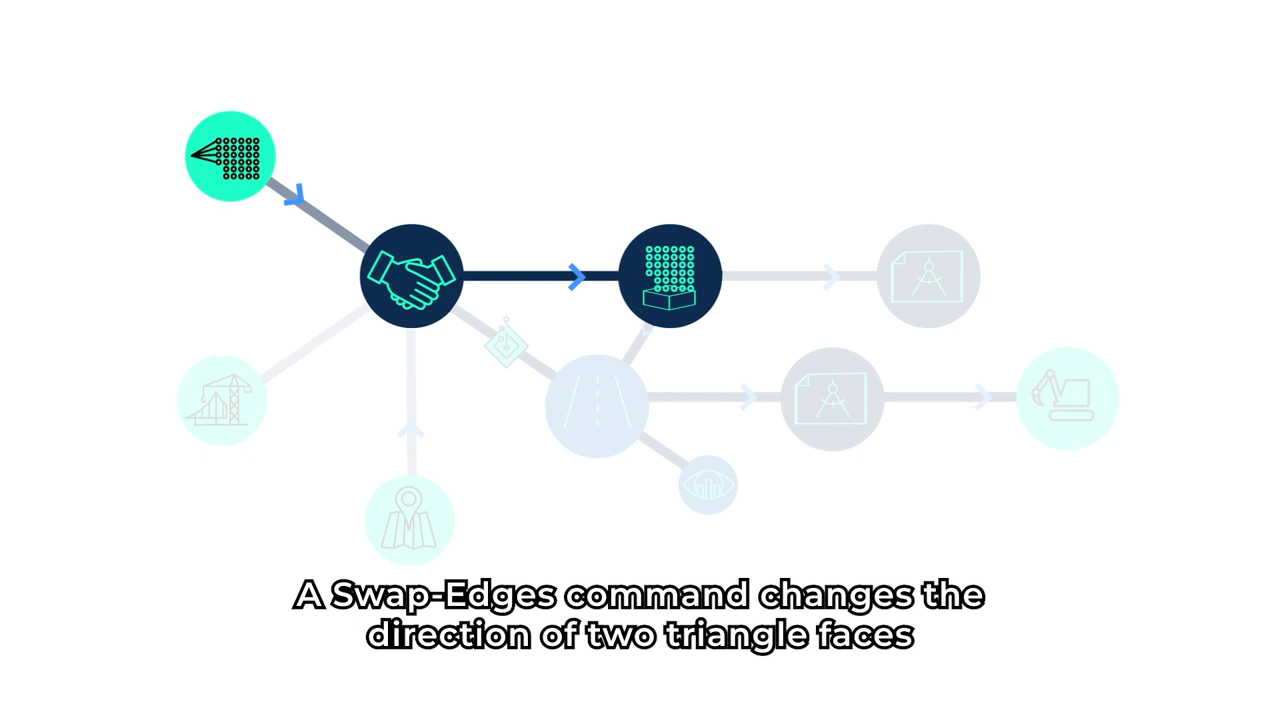 A Swap-Edges command changes the
direction of two triangle faces